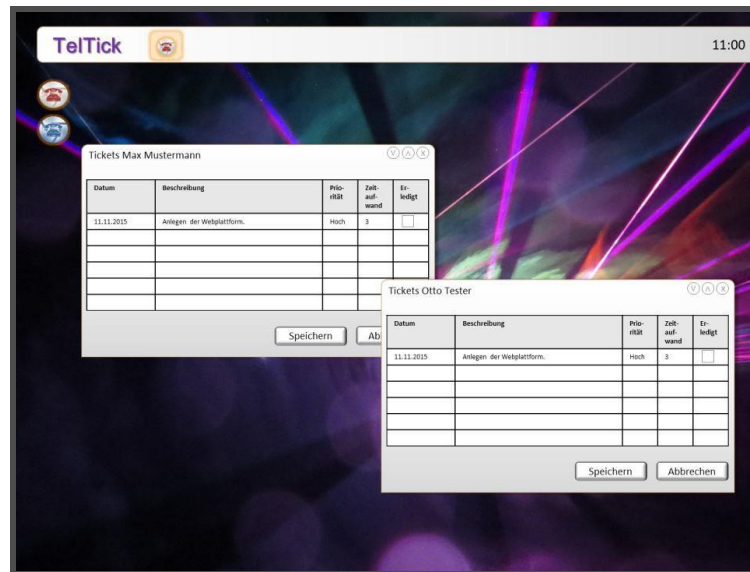 TelTick
11:00
Tickets Max Mustermann
V Λ X
Datum Beschreibung Prio- Zeit- Er-
rität auf- ledigt
wand
11.11.2015 Anlegen der Webplattform. Hoch 3
Speichern Ab
Tickets Otto Tester
V Λ X
Datum Beschreibung Prio- Zeit- Er-
rität auf- ledigt
wand
11.11.2015 Anlegen der Webplattform. Hoch 3
Speichern Abbrechen